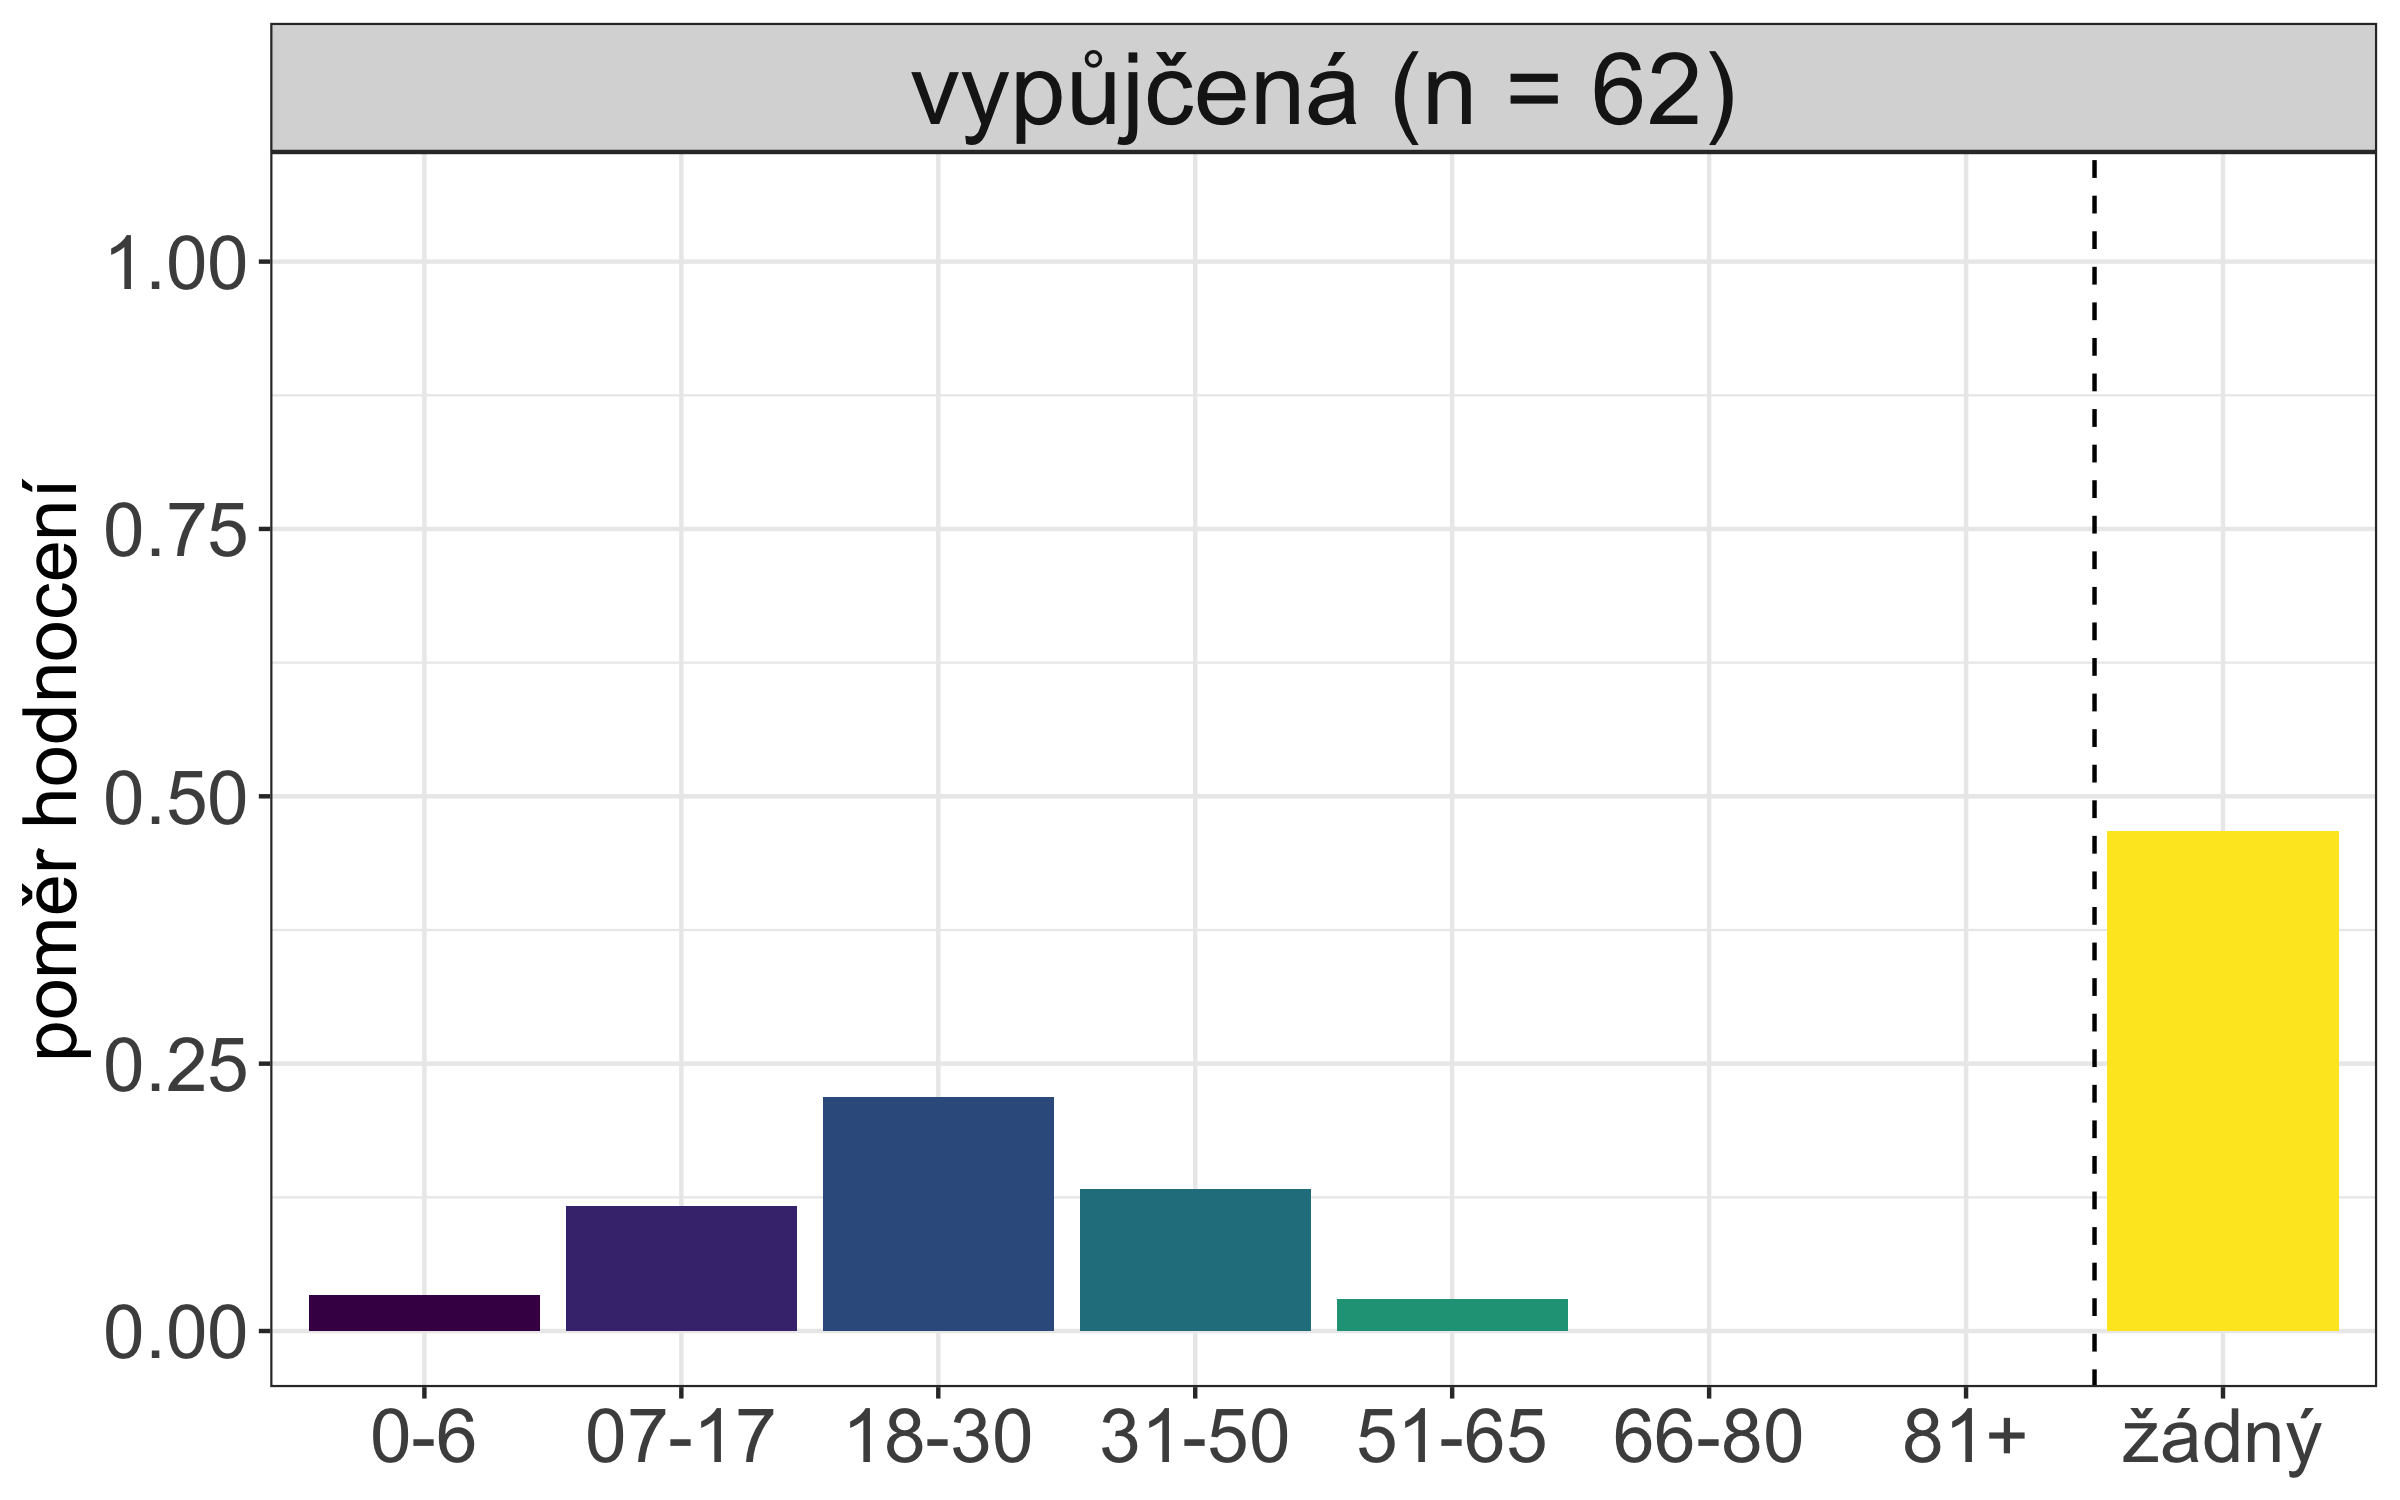 vypůjčená (n = 62)
poměr hodnocení
1.00
0.75
0.50
0.25
0.00
0-6 07-17 18-30 31-50 51-65 66-80 81+ žádný